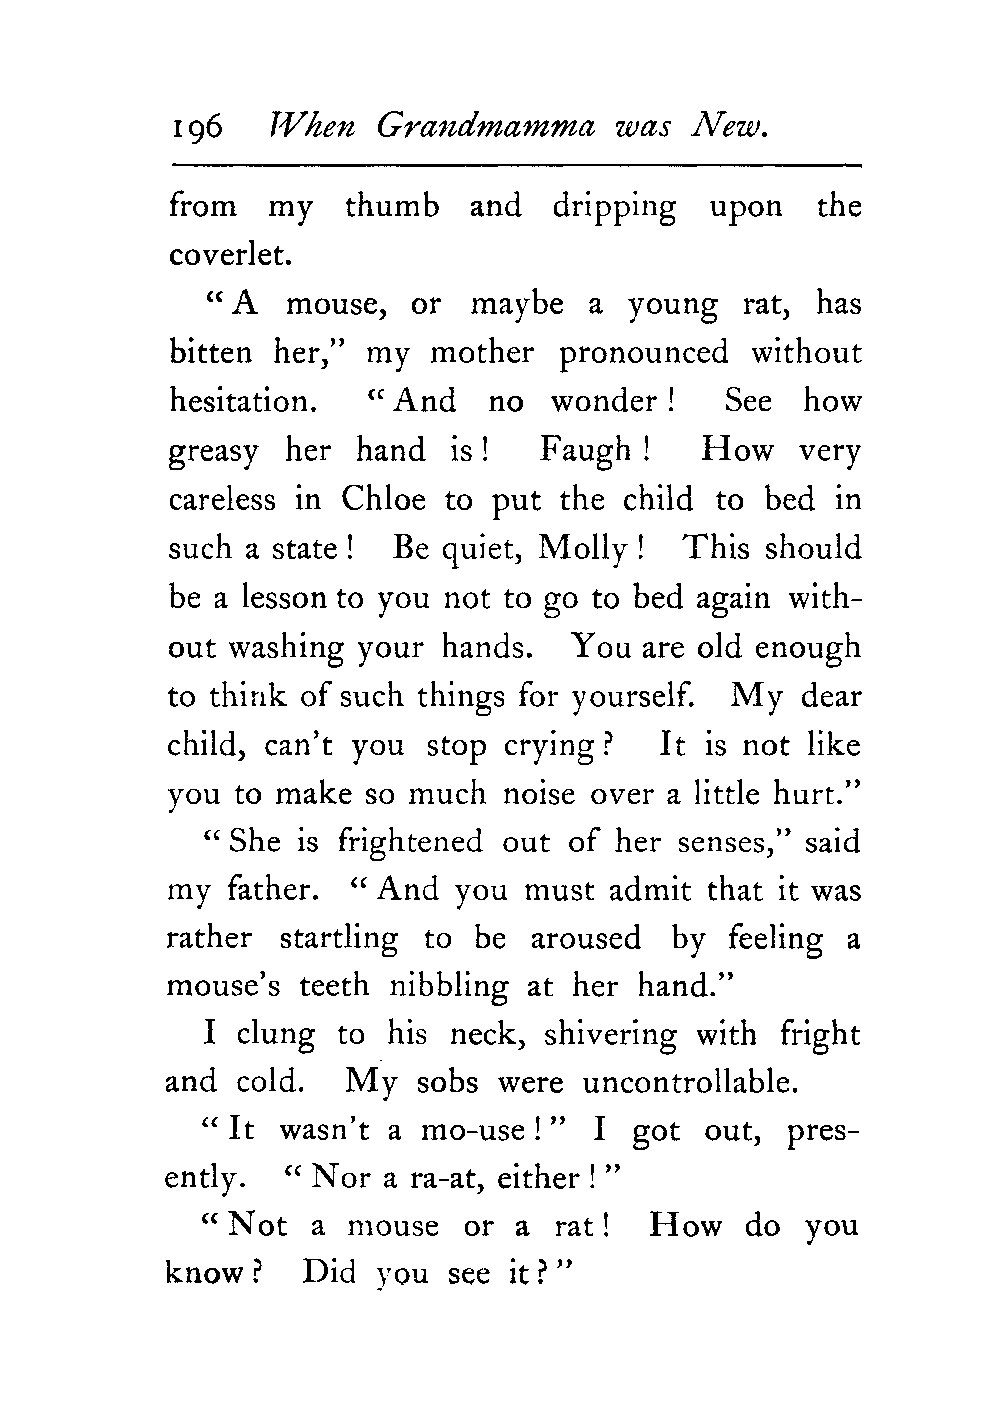 196 When Grandmamma was New.
from my thumb and dripping upon the
coverlet.
“A mouse, or maybe a young rat, has
bitten her,” my mother pronounced without
hesitation. “And no wonder! See how
greasy her hand is! Faugh! How very
careless in Chloe to put the child to bed in
such a state! Be quiet, Molly! This should
be a lesson to you not to go to bed again with-
out washing your hands. You are old enough
to think of such things for yourself. My dear
child, can’t you stop crying? It is not like
you to make so much noise over a little hurt.”
“She is frightened out of her senses,” said
my father. “And you must admit that it was
rather startling to be aroused by feeling a
mouse’s teeth nibbling at her hand.”
I clung to his neck, shivering with fright
and cold. My sobs were uncontrollable.
“It wasn’t a mo-use!” I got out, pres-
ently. “Nor a ra-at, either!”
“Not a mouse or a rat! How do you
know? Did you see it?”